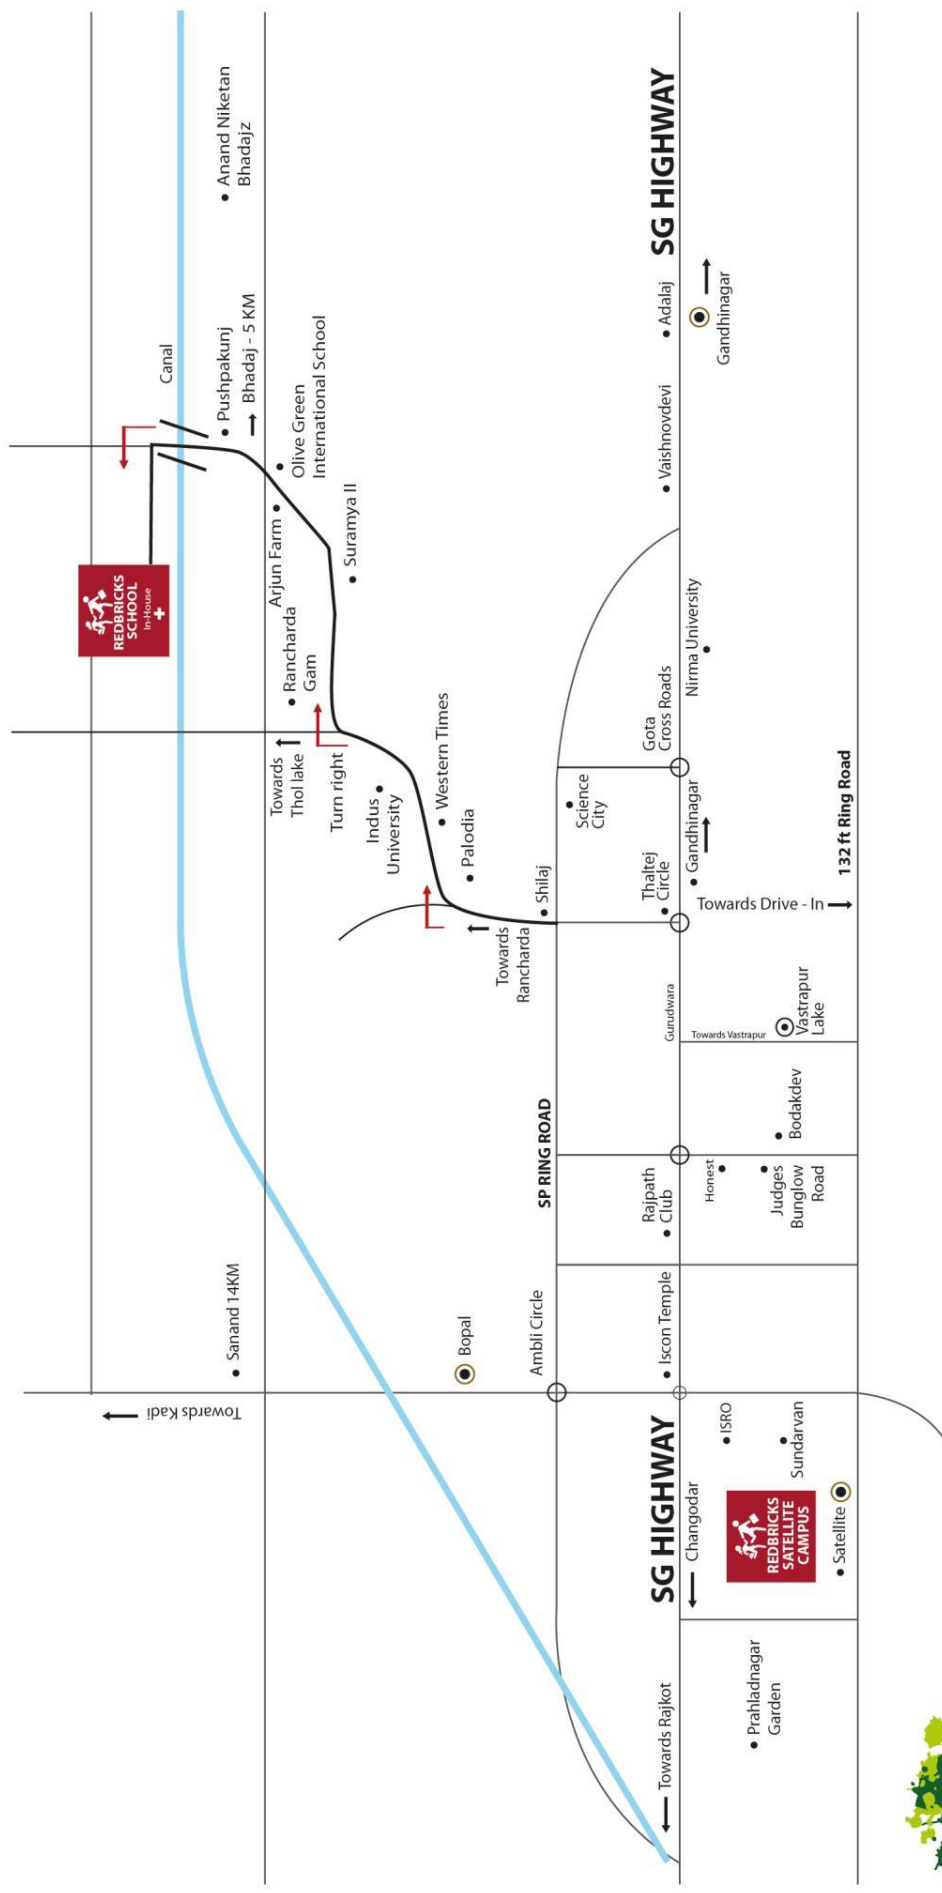 Canal
Anand Niketan
Bhadajz
Pushpakunj
Bhadaj - 5 KM
REDBRICKS
SCHOOL
In-House
Olive Green
International School
Arjun Farm
Suramya II
Rancharda
Gam
Towards
Thol lake
Turn right
Indus
University
Western Times
Palodia
Shilaj
Towards
Rancharda
Sanand 14KM
Towards Kadi
Bopal
SP RING ROAD
Ambli Circle
Science
City
Gota
Cross Roads
Thaltej
Circle
Gurudwara
Rajpath
Club
Iscon Temple
Vaishnovdevi
Adalaj
SG HIGHWAY
SG HIGHWAY
Towards Rajkot
Changodar
Gandhinagar
Nirma University
Gandhinagar
Towards Drive - In
Towards Vastrapur
Vastrapur
Lake
Honest
Judges
Bunglow
Road
Bodakdev
ISRO
Sundarvan
REDBRICKS
SATELLITE
CAMPUS
Satellite
Prahladnagar
Garden
132 ft Ring Road